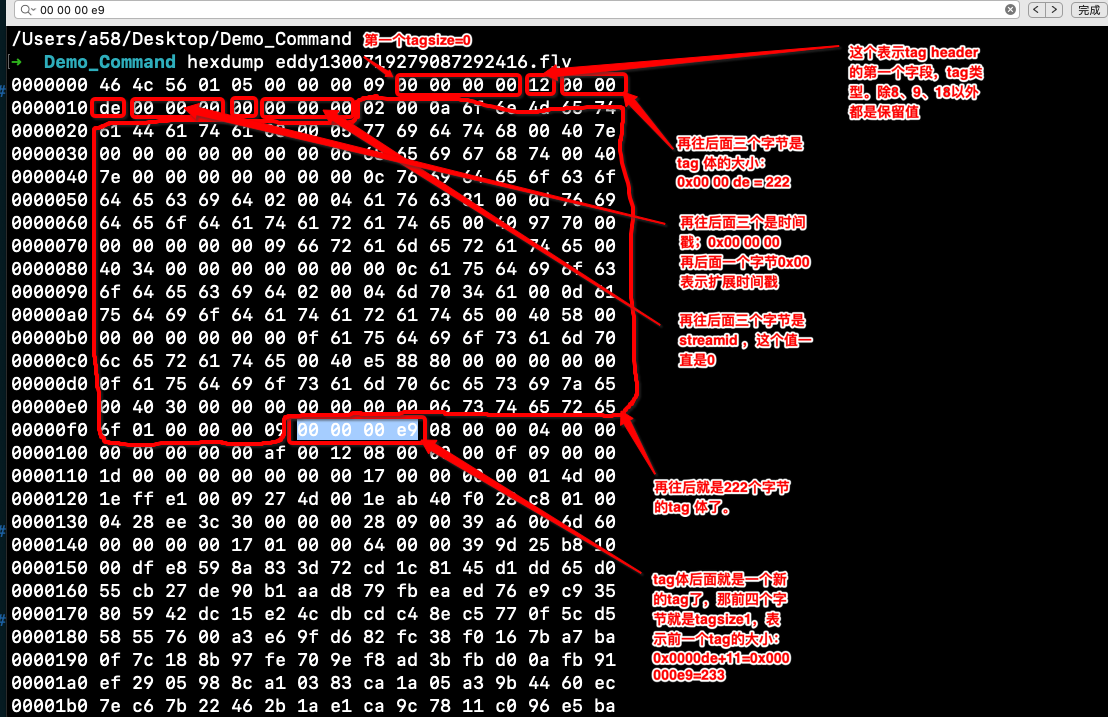 00 00 00 e9
完成
/Users/a58/Desktop/Demo_Command
第一个tagsize=0
Demo_Command hexdump eddy1300719279087292416.flv
0000000 46 4c 56 01 05 00 00 00 09 00 00 00 00 12 00 00
0000010 de 00 00 00 00 00 00 00 02 00 0a 6f 6e 4d 65 74
0000020 61 44 61 74 61 00 05 77 69 64 74 68 00 40 7e
0000030 00 00 00 00 00 00 00 06 65 69 67 68 74 00 40
0000040 7e 00 00 00 00 00 00 00 0c 76 69 64 65 6f 63 6f
0000050 64 65 63 69 64 02 00 04 61 76 63 31 00 0d 76 69
0000060 64 65 6f 64 61 74 61 72 61 74 65 00 40 97 70 00
0000070 00 00 00 00 00 00 09 66 72 61 6d 65 72 61 74 65 00
0000080 40 34 00 00 00 00 00 00 00 0c 61 75 64 69 6f 63
0000090 6f 64 65 63 69 64 02 00 04 6d 70 34 61 00 0d 61
00000a0 75 64 69 6f 64 61 74 61 72 61 74 65 00 40 58 00
00000b0 00 00 00 00 00 00 0f 61 75 64 69 6f 73 61 6d 70
00000c0 6c 65 72 61 74 65 00 40 e5 88 80 00 00 00 00 00
00000d0 0f 61 75 64 69 6f 73 61 6d 70 6c 65 73 69 7a 65
00000e0 00 40 30 00 00 00 00 00 00 00 00 06 73 74 65 72 65
00000f0 6f 01 00 00 00 09 00 00 00 e9 08 00 00 04 00 00
0000100 00 00 00 00 00 af 00 12 08 00 00 00 0f 09 00 00
0000110 1d 00 00 00 00 00 00 00 17 00 00 00 00 01 4d 00
0000120 1e ff e1 00 09 27 4d 00 1e ab 40 f0 28 c8 01 00
0000130 04 28 ee 3c 30 00 00 00 28 09 00 39 a6 00 6d 60
0000140 00 00 00 00 17 01 00 00 64 00 00 39 9d 25 b8 10
0000150 00 df e8 59 8a 83 3d 72 cd 1c 81 45 d1 dd 65 d0
0000160 55 cb 27 de 90 b1 aa d8 79 fb ea ed 76 e9 c9 35
0000170 80 59 42 dc 15 e2 4c db cd c4 8e c5 77 0f 5c d5
0000180 58 55 76 00 a3 e6 9f d6 82 fc 38 f0 16 7b a7 ba
0000190 0f 7c 18 8b 97 fe 70 9e f8 ad 3b fb d0 0a fb 91
00001a0 ef 29 05 98 8c a1 03 83 ca 1a 05 a3 9b 44 60 ec
00001b0 7e c6 7b 22 46 2b 1a e1 ca 9c 78 11 c0 96 e5 ba
这个表示tag header
的第一个字段，tag类
型。除8、9、18以外
都是保留值
再往后面三个字节是
tag 体的大小：
0x00 00 de = 222
再往后面三个是时间
戳；0x00 00 00
再后面一个字节0x00
表示扩展时间戳
再往后面三个字节是
streamid ，这个值一
直是0
再往后就是222个字节
的tag 体了。
tag体后面就是一个新
的tag了，那前四个字
节就是tagsize1，表
示前一个tag的大小：
0x0000de+11=0x000
000e9=233